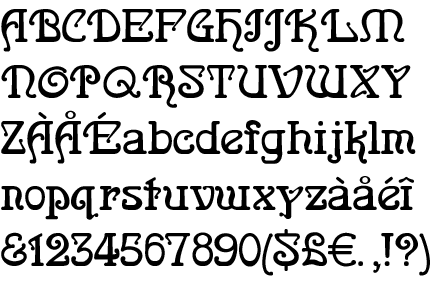 ABCDEFGHIJKLM
NOPQRSTUVWXY
ZÀÅÉabcdefghijklm
nopqrstuvwxyzàåéî
&1234567890($£€.,!?)